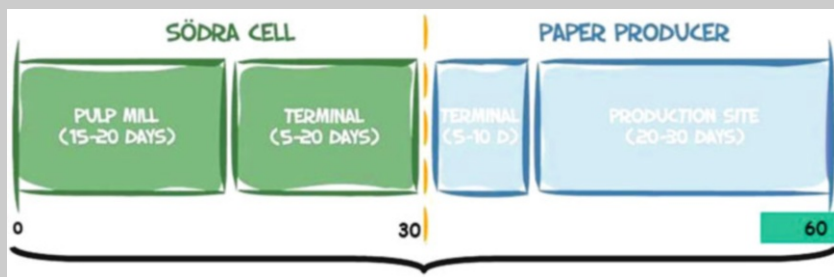 SÖDRA CELL
PAPER PRODUCER
PULP MILL
(15-20 DAYS)
TERMINAL
(5-20 DAYS)
TERMINAL
(5-10 D)
PRODUCTION SITE
(20-30 DAYS)
0
30
60